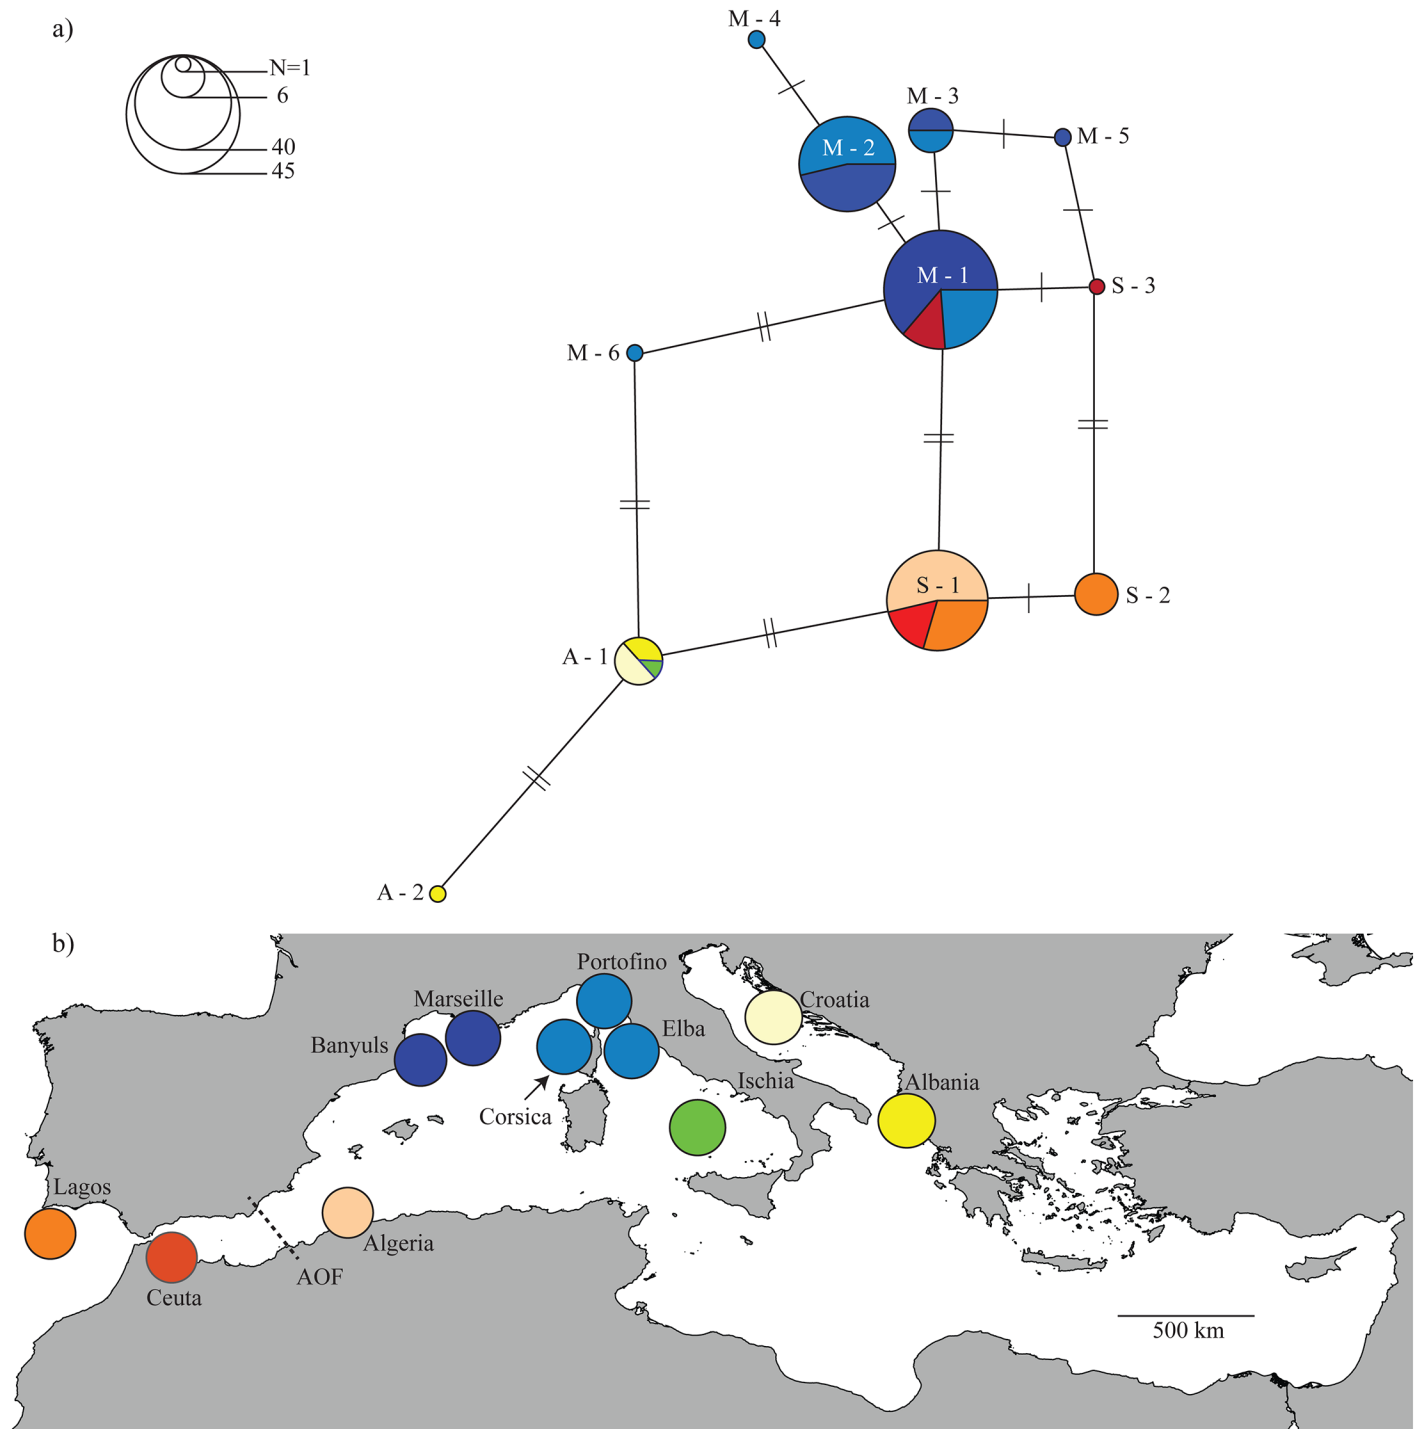 a)
N=1
6
40
45
M - 4
M - 3
M - 2
M - 5
M - 1
S - 3
M - 6
S - 1
S - 2
A - 1
A - 2
b)
Portofino
Marseille
Croatia
Banyuls
Elba
Ischia
Albania
Corsica
Lagos
Algeria
AOF
Ceuta
500 km